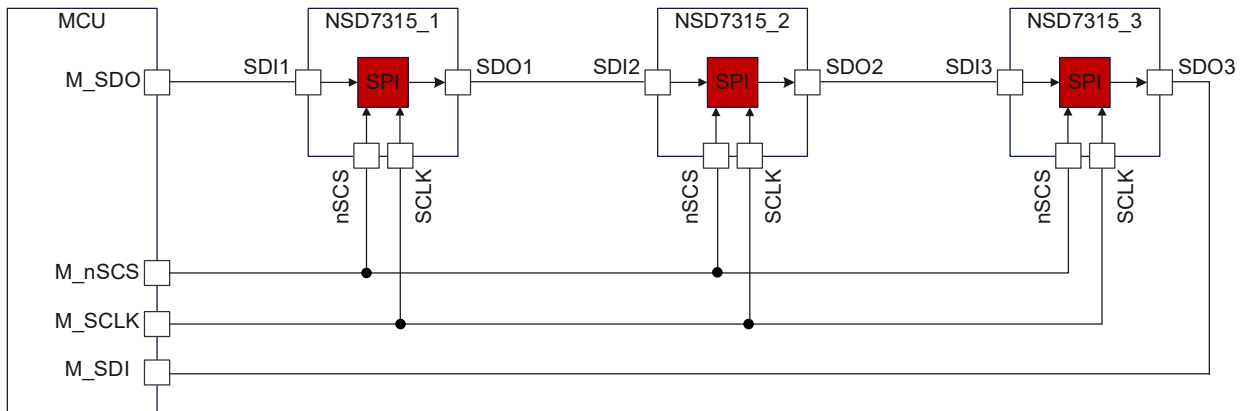 MCU
NSD7315_1
NSD7315_2
NSD7315_3
M_SDO
SDI1
SPI
SDO1
SDI2
SPI
SDO2
SDI3
SPI
SDO3
nSCS
SCLK
nSCS
SCLK
nSCS
SCLK
M_nSCS
M_SCLK
M_SDI